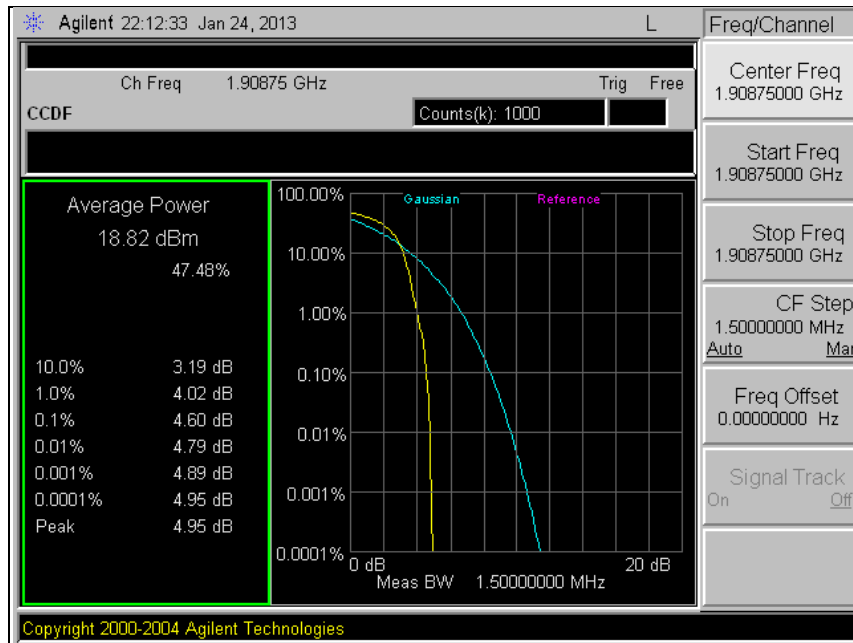 Agilent 22:12:33 Jan 24, 2013 L
Ch Freq 1.90875 GHz Trig Free
CCDF Counts(k): 1000
Average Power
18.82 dBm
47.48%
10.0% 3.19 dB
1.0% 4.02 dB
0.1% 4.60 dB
0.01% 4.79 dB
0.001% 4.89 dB
0.0001% 4.95 dB
Peak 4.95 dB
Gaussian Reference
100.00%
10.00%
1.00%
0.10%
0.01%
0.001%
0.0001%
0 dB 20 dB
Meas BW 1.50000000 MHz
Freq/Channel
Center Freq
1.90875000 GHz
Start Freq
1.90875000 GHz
Stop Freq
1.90875000 GHz
CF Step
1.50000000 MHz
Auto Man
Freq Offset
0.00000000 Hz
Signal Track
On Off
Copyright 2000-2004 Agilent Technologies